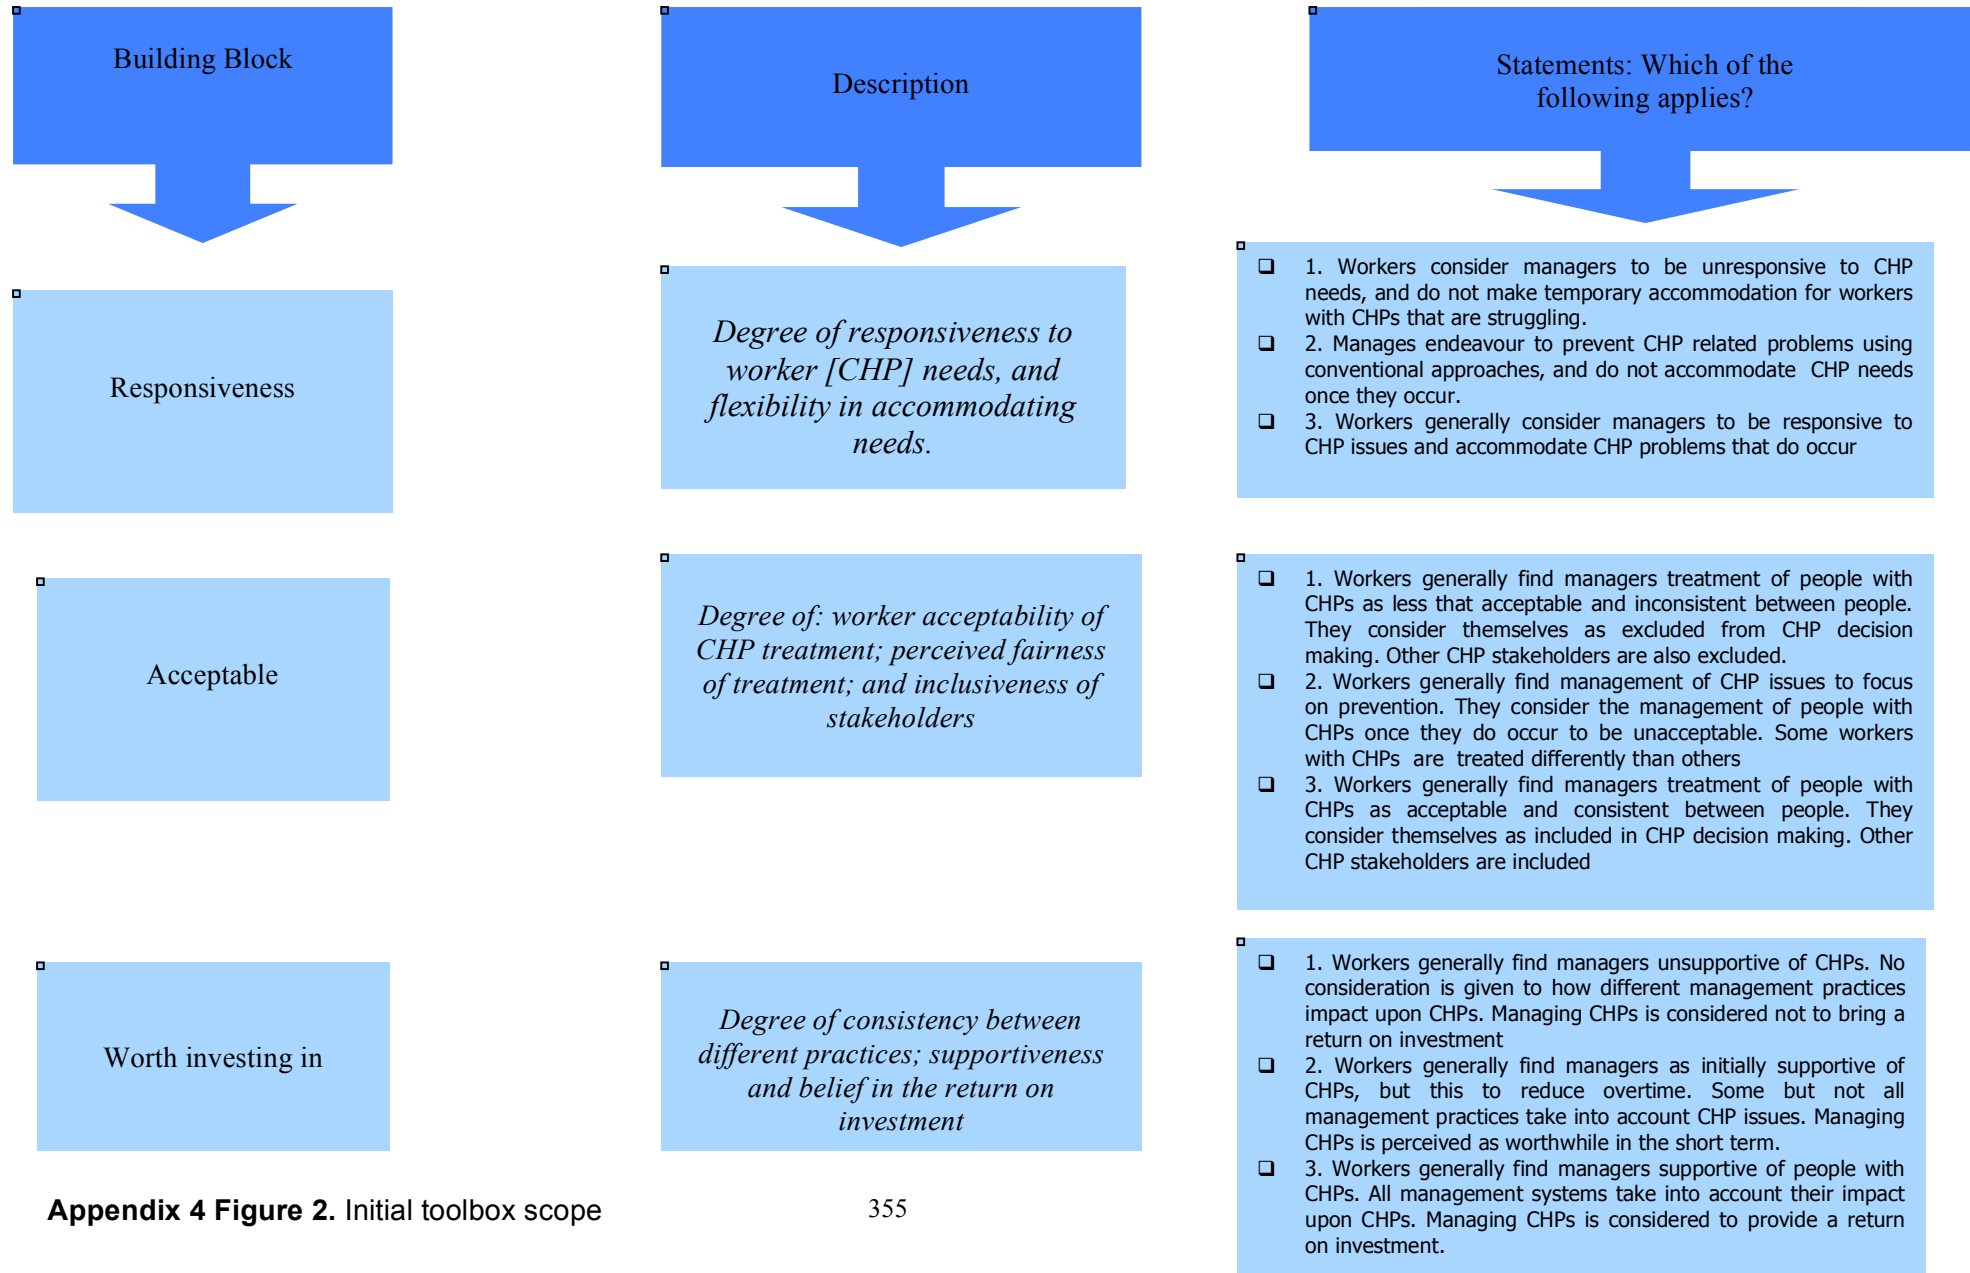 Building Block
Description
Statements: Which of the
following applies?
Responsiveness
Degree of responsiveness to
worker [CHP] needs, and
flexibility in accommodating
needs.
❑ 1. Workers consider managers to be unresponsive to CHP
needs, and do not make temporary accommodation for workers
with CHPs that are struggling.
❑ 2. Manages endeavour to prevent CHP related problems using
conventional approaches, and do not accommodate CHP needs
once they occur.
❑ 3. Workers generally consider managers to be responsive to
CHP issues and accommodate CHP problems that do occur
Acceptable
Degree of: worker acceptability of
CHP treatment; perceived fairness
of treatment; and inclusiveness of
stakeholders
❑ 1. Workers generally find managers treatment of people with
CHPs as less that acceptable and inconsistent between people.
They consider themselves as excluded from CHP decision
making. Other CHP stakeholders are also excluded.
❑ 2. Workers generally find management of CHP issues to focus
on prevention. They consider the management of people with
CHPs once they do occur to be unacceptable. Some workers
with CHPs are treated differently than others
❑ 3. Workers generally find managers treatment of people with
CHPs as acceptable and consistent between people. They
consider themselves as included in CHP decision making. Other
CHP stakeholders are included
Worth investing in
Degree of consistency between
different practices; supportiveness
and belief in the return on
investment
❑ 1. Workers generally find managers unsupportive of CHPs. No
consideration is given to how different management practices
impact upon CHPs. Managing CHPs is considered not to bring a
return on investment
❑ 2. Workers generally find managers as initially supportive of
CHPs, but this to reduce overtime. Some but not all
management practices take into account CHP issues. Managing
CHPs is perceived as worthwhile in the short term.
❑ 3. Workers generally find managers supportive of people with
CHPs. All management systems take into account their impact
upon CHPs. Managing CHPs is considered to provide a return
on investment.
Appendix 4 Figure 2. Initial toolbox scope
355